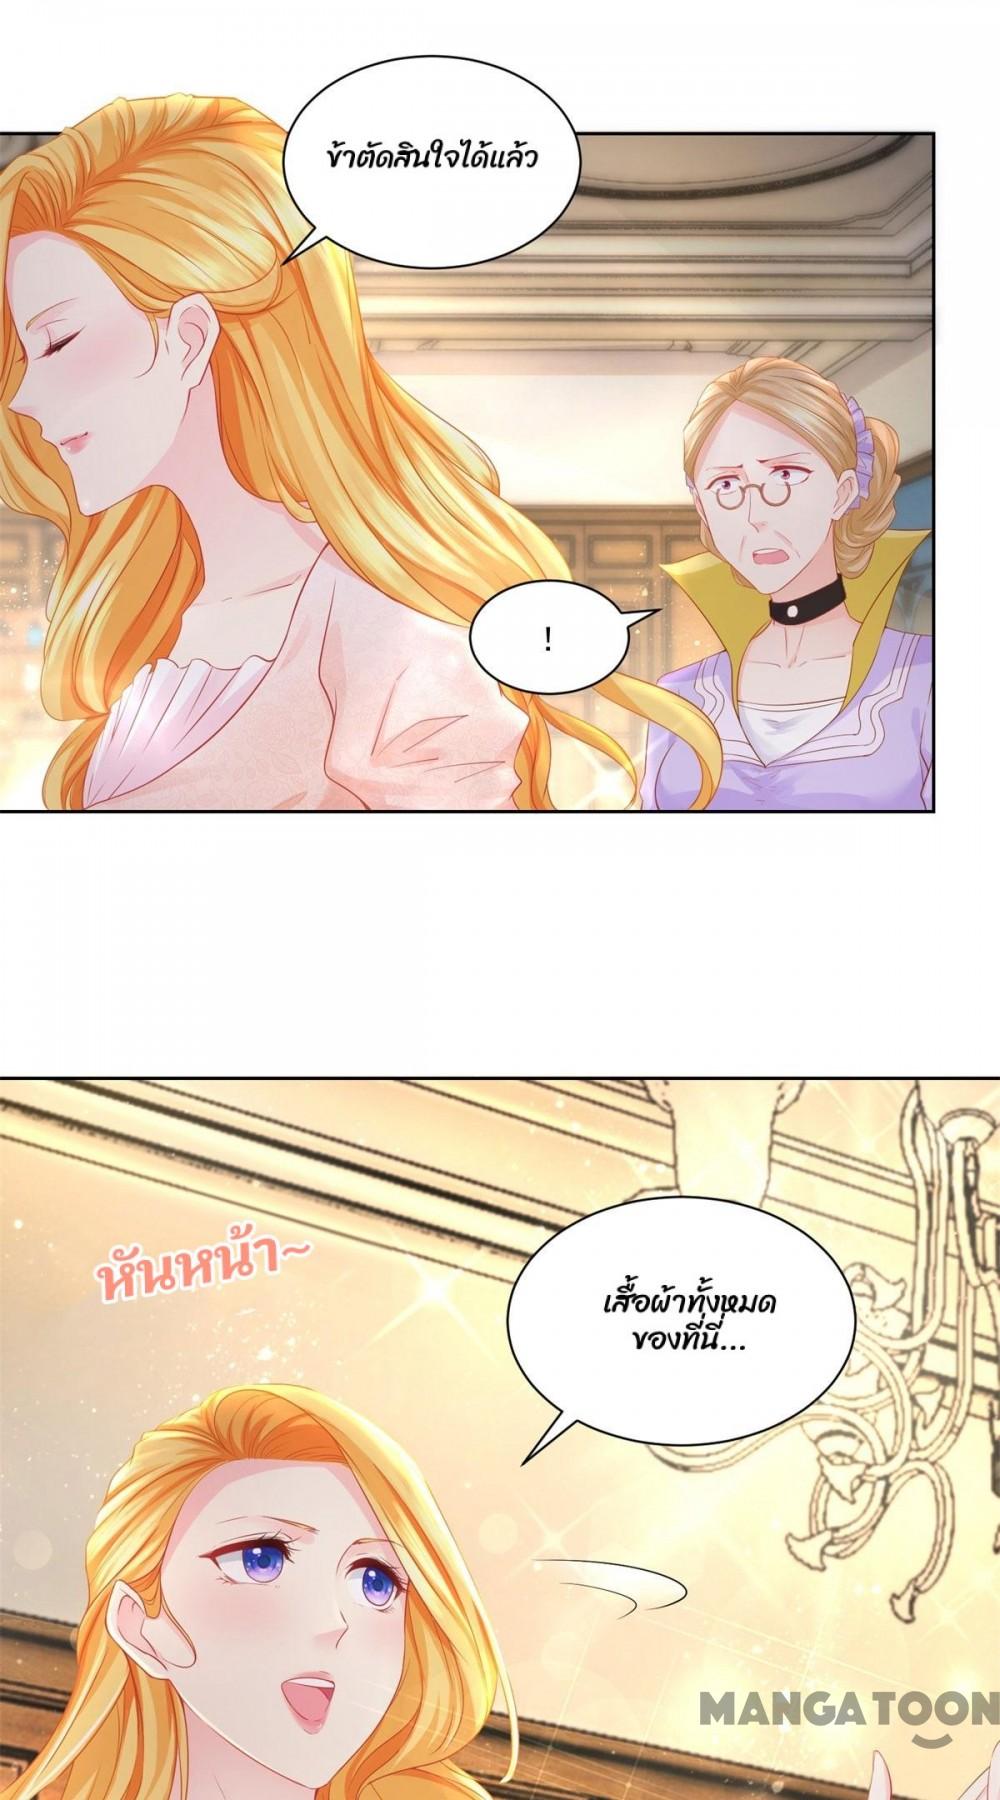 ข้าตัดสินใจได้แล้ว
!
หันหน้า~
เสื้อผ้าทั้งหมด
ของที่นี่...
MANGATOON